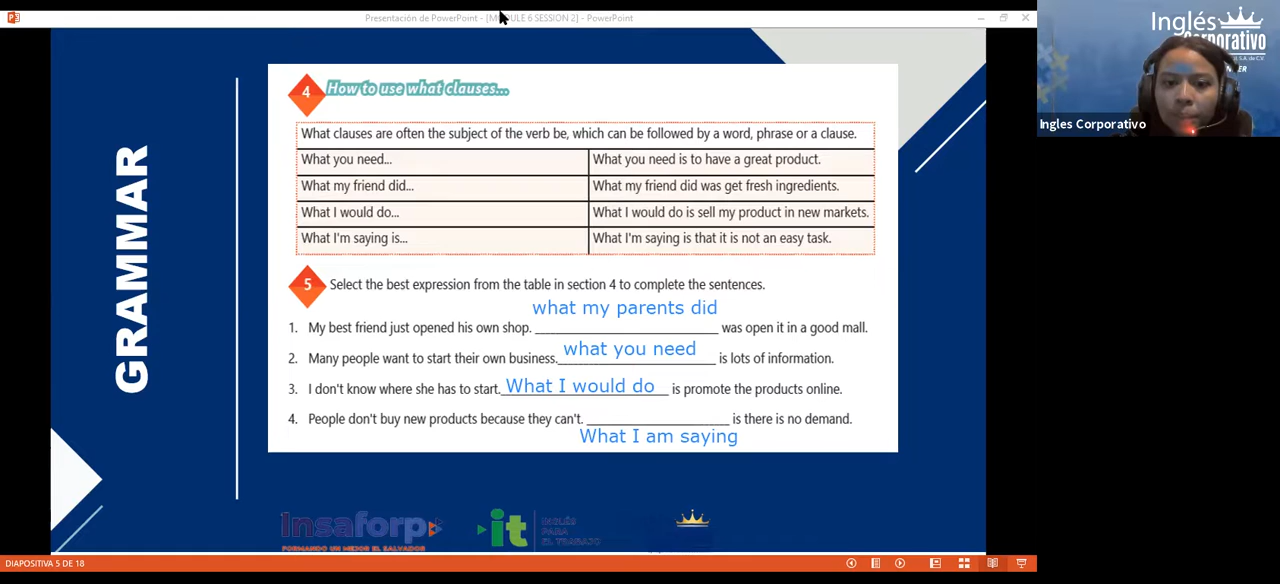 Presentación de PowerPoint - [MODULE 6 SESSION 2] - PowerPoint
Inglés
Corporativo
Ingles Corporativo
GRAMMAR
4 How to use what clauses...
What clauses are often the subject of the verb be, which can be followed by a word, phrase or a clause.
What you need... What you need is to have a great product.
What my friend did... What my friend did was get fresh ingredients.
What I would do... What I would do is sell my product in new markets.
What I'm saying is... What I'm saying is that it is not an easy task.
5 Select the best expression from the table in section 4 to complete the sentences.
what my parents did
1. My best friend just opened his own shop. ____ was open it in a good mall.
what you need
2. Many people want to start their own business. ____ is lots of information.
3. I don't know where she has to start. What I would do is promote the products online.
4. People don't buy new products because they can't. ____ is there is no demand.
What I am saying
insaforp
FORMANDO UN MEJOR EL SALVADOR
it
INGLÉS
PARA
EL TRABAJO
DIAPOSITIVA 5 DE 18